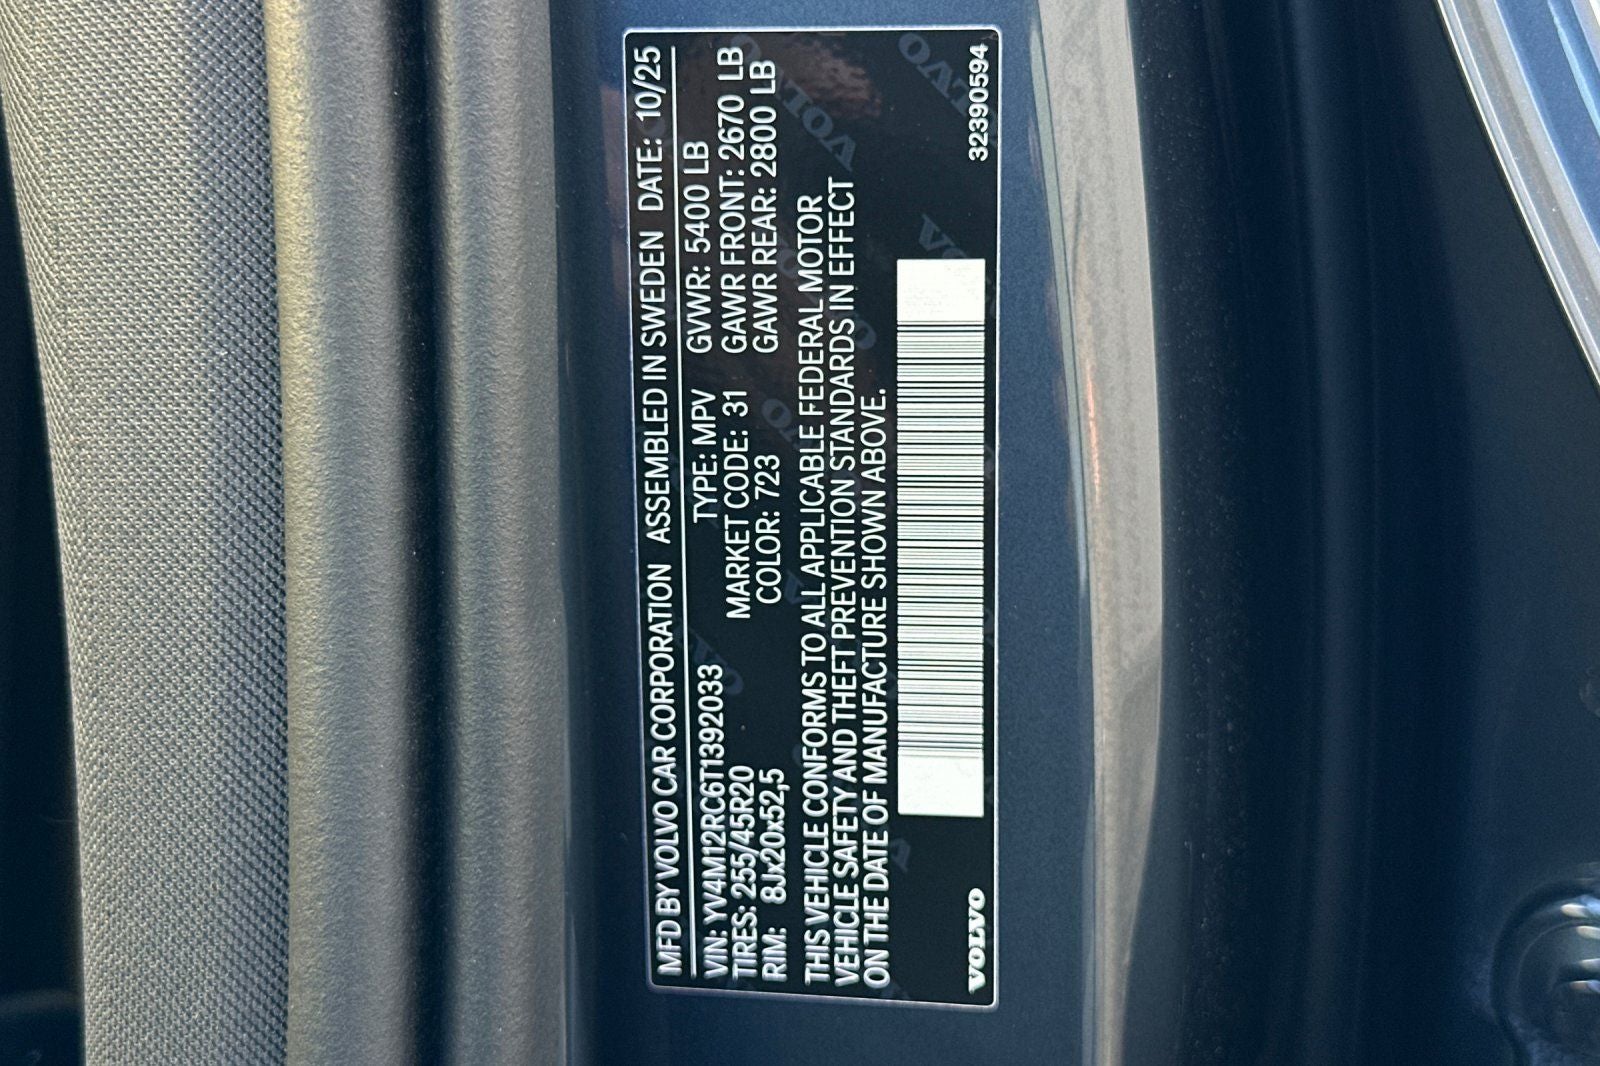 MFD BY VOLVO CAR CORPORATION ASSEMBLED IN SWEDEN DATE: 10/25
VIN: YV4M12RC6T1392033 TYPE: MPV GVWR: 5400 LB
TIRES: 255/45R20 MARKET CODE: 31 GAWR FRONT: 2670 LB
RIM: 8Jx20x52,5 COLOR: 723 GAWR REAR: 2800 LB
THIS VEHICLE CONFORMS TO ALL APPLICABLE FEDERAL MOTOR
VEHICLE SAFETY AND THEFT PREVENTION STANDARDS IN EFFECT
ON THE DATE OF MANUFACTURE SHOWN ABOVE.
VOLVO 32390594